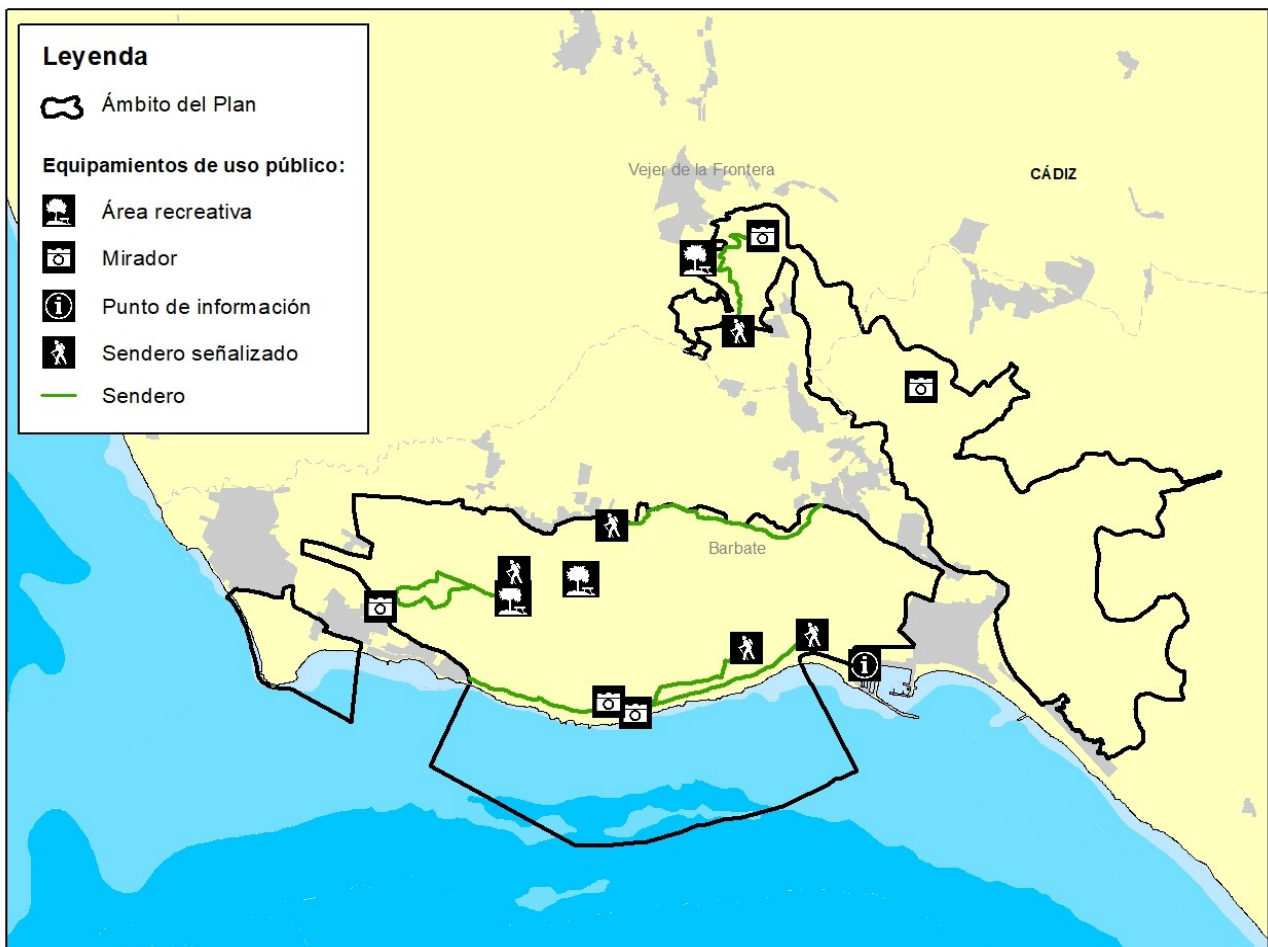 Leyenda
Ámbito del Plan
Equipamientos de uso público:
Área recreativa
Mirador
Punto de información
Sendero señalizado
Sendero
Vejer de la Frontera
CÁDIZ
Barbate